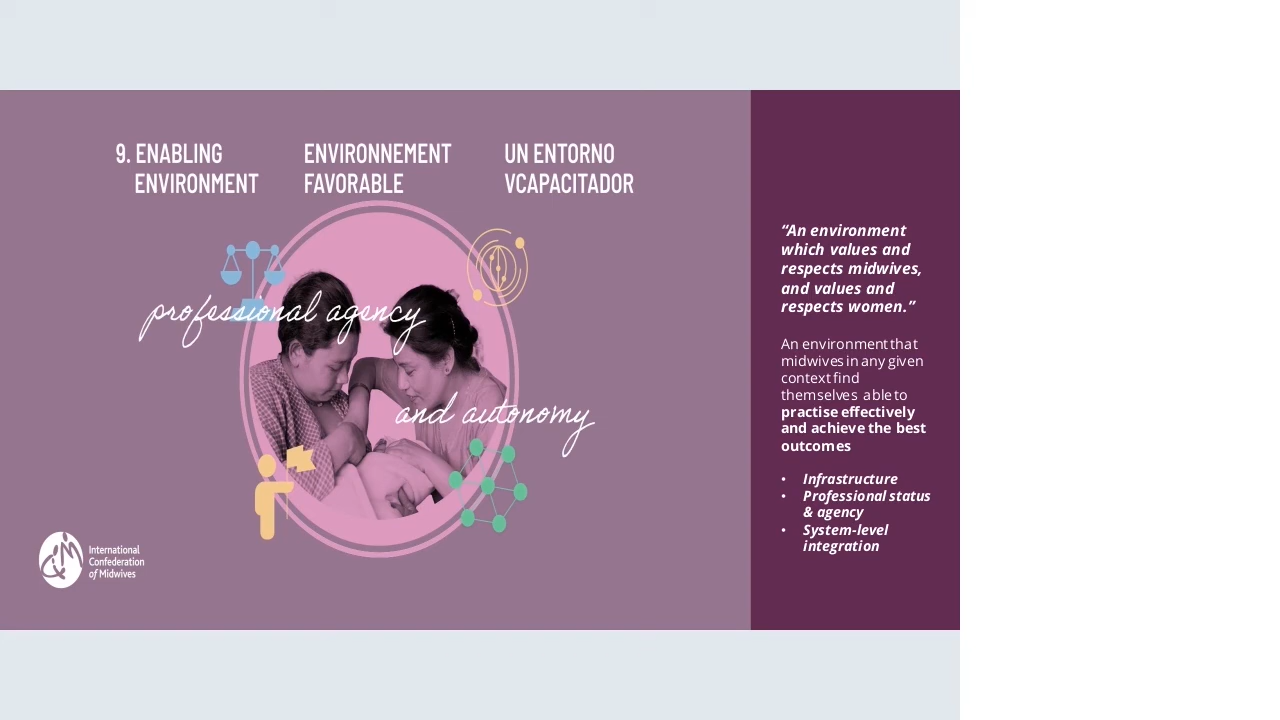 9. ENABLING
ENVIRONMENT
ENVIRONNEMENT
FAVORABLE
UN ENTORNO
VCAPACITADOR
professional agency
and autonomy
International
Confederation
of Midwives
“An environment
which values and
respects midwives,
and values and
respects women.”
An environment that
midwives in any given
context find
themselves able to
practise effectively
and achieve the best
outcomes
• Infrastructure
• Professional status
& agency
• System-level
integration